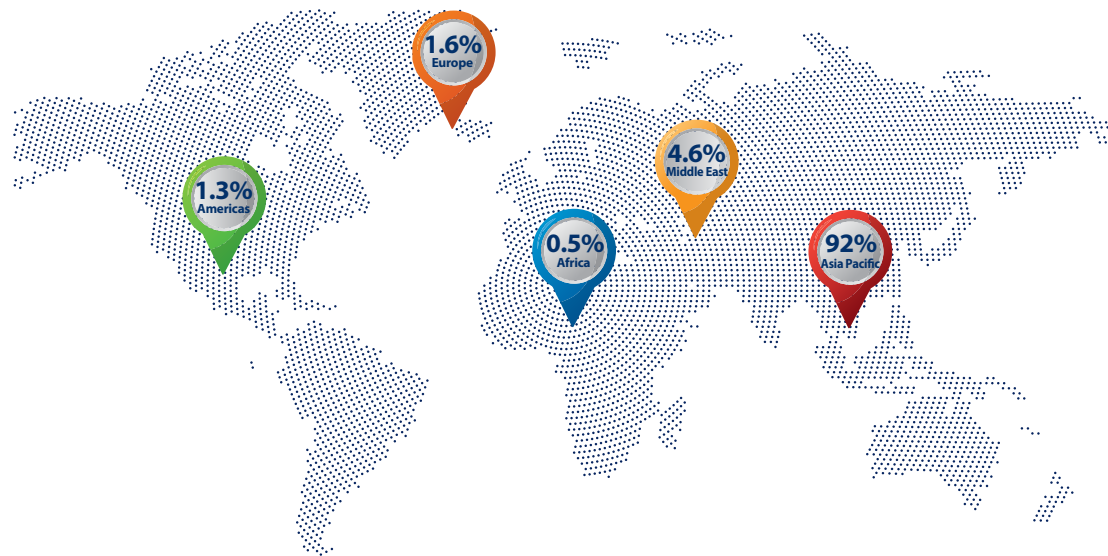 1.6%
Europe
4.6%
Middle East
1.3%
Americas
0.5%
Africa
92%
Asia Pacific